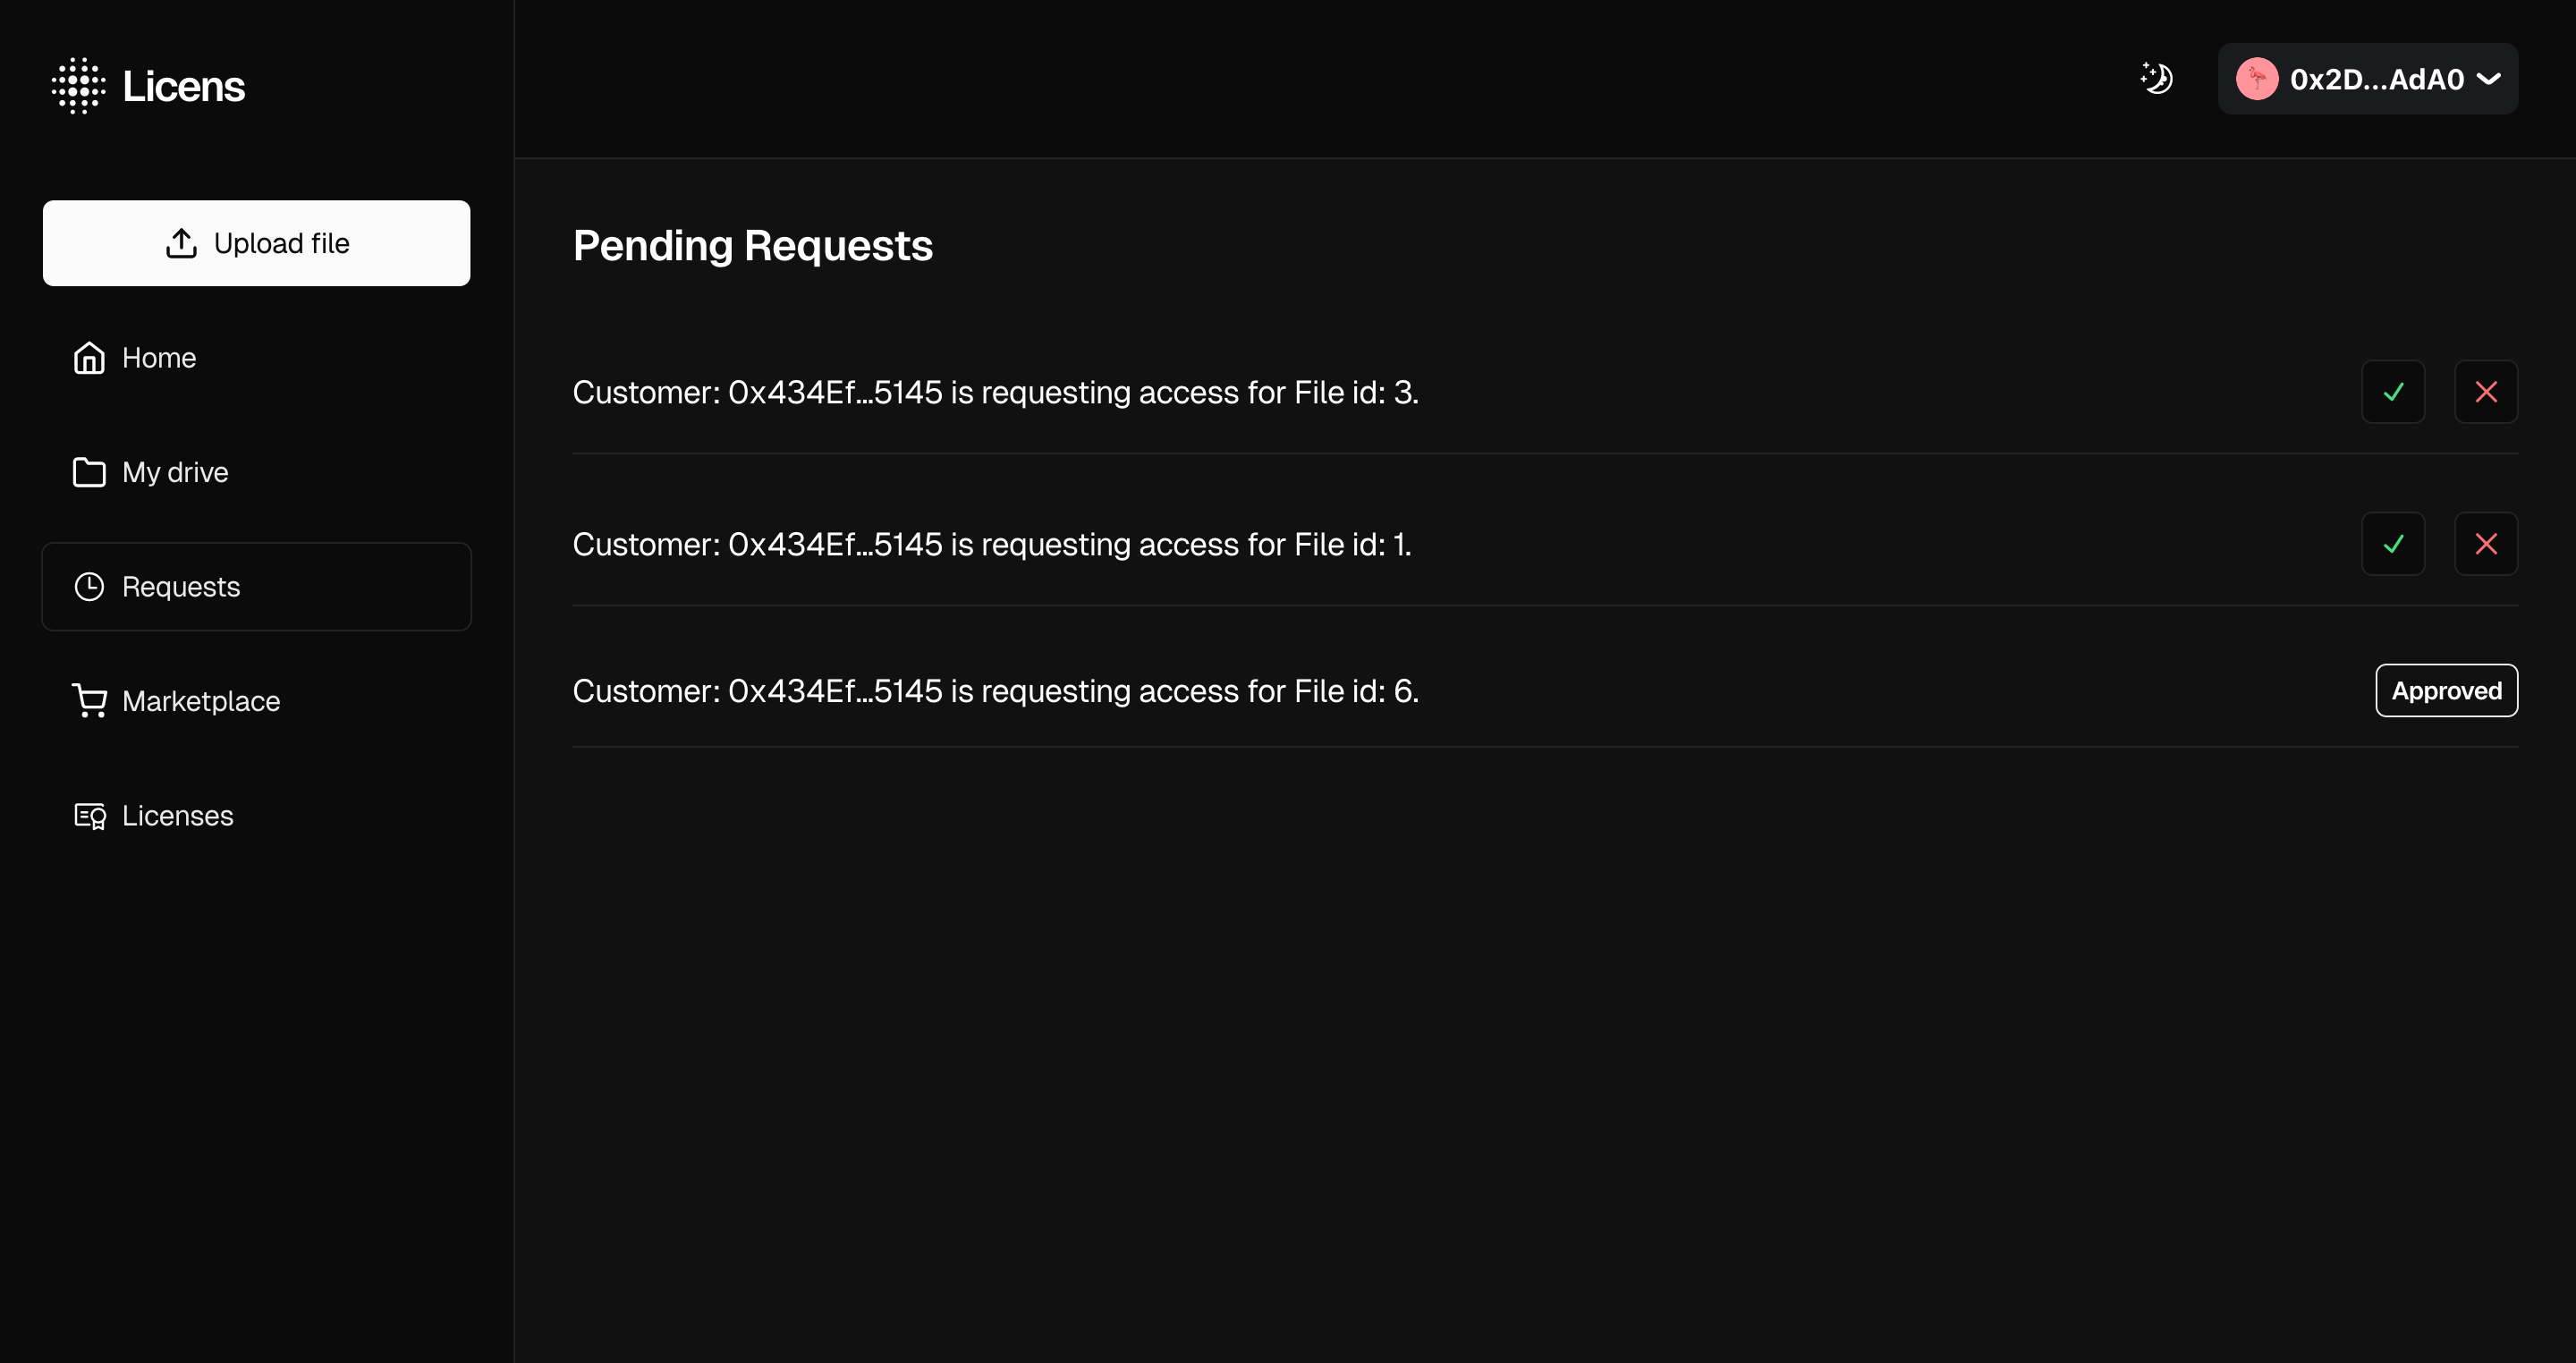 Licens
0x2D...AdA0
Upload file
Home
My drive
Requests
Marketplace
Licenses
Pending Requests
Customer: 0x434Ef...5145 is requesting access for File id: 3.
Customer: 0x434Ef...5145 is requesting access for File id: 1.
Customer: 0x434Ef...5145 is requesting access for File id: 6.
Approved